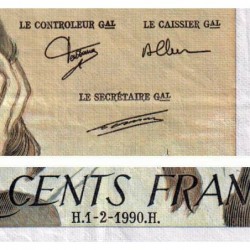 LE CONTROLEUR GAL LE CAISSIER GAL
LE SECRÉTAIRE GAL
CENTS FRAN
H.1-2-1990.H.